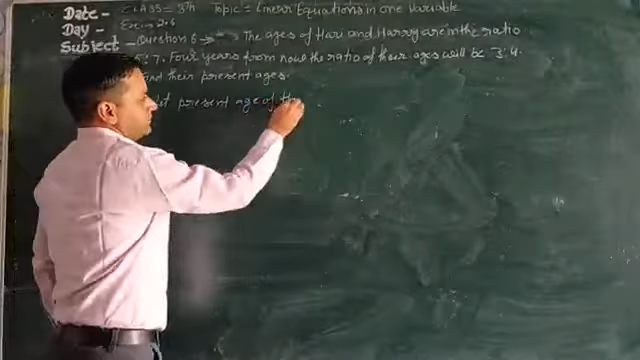 Date - CLASS = 8th Topic = Linear Equations in one variable
Day - Ex:- 2.6
Subject - Question 6 → The ages of Hari and Harry are in the ratio
5:7. Four years from now the ratio of their ages will be 3:4.
Find their present ages.
Let present age of